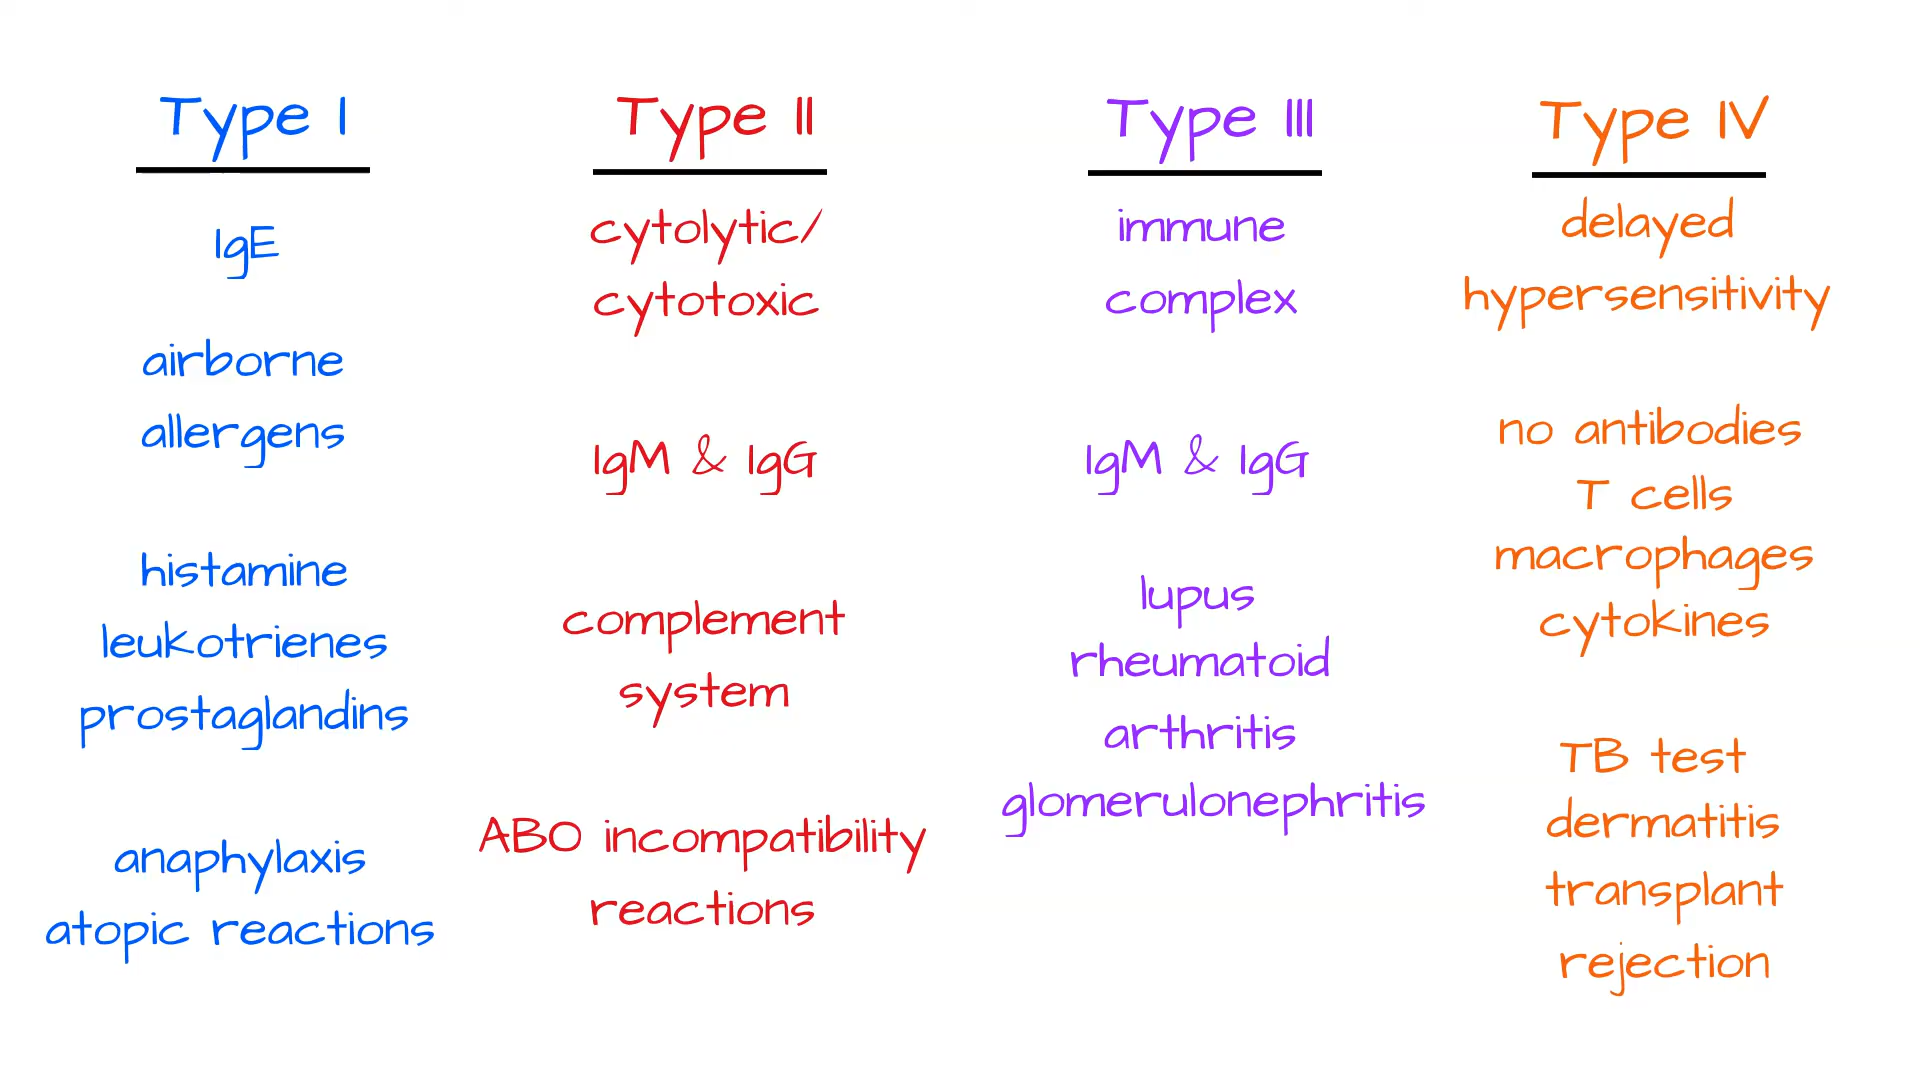 Type I
IgE
airborne
allergens
histamine
leukotrienes
prostaglandins
anaphylaxis
atopic reactions
Type II
cytolytic/
cytotoxic
IgM & IgG
complement
system
ABO incompatibility
reactions
Type III
immune
complex
IgM & IgG
lupus
rheumatoid
arthritis
glomerulonephritis
Type IV
delayed
hypersensitivity
no antibodies
T cells
macrophages
cytokines
TB test
dermatitis
transplant
rejection